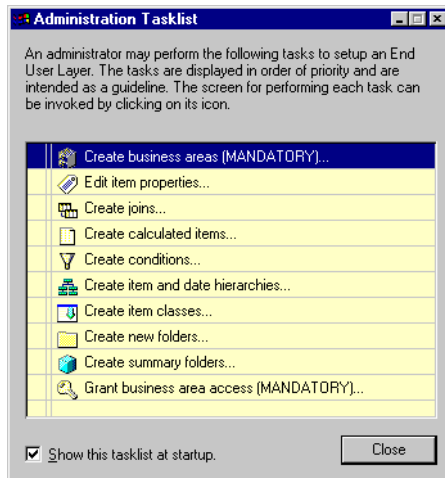 Administration Tasklist
An administrator may perform the following tasks to setup an End
User Layer. The tasks are displayed in order of priority and are
intended as a guideline. The screen for performing each task can
be invoked by clicking on its icon.
Create business areas (MANDATORY)...
Edit item properties...
Create joins...
Create calculated items...
Create conditions...
Create item and date hierarchies...
Create item classes...
Create new folders...
Create summary folders...
Grant business area access (MANDATORY)...
Show this tasklist at startup.
Close